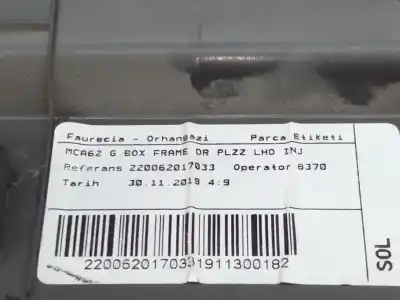 Faurecia - Orhangazi Parca Etiketi
MCA62 G BOX FRAME DR PLZZ LHD INJ
Referans 220062017033 Operator 8370
Tarih 30.11.2019 4:9
SOL
2200620170331911300182